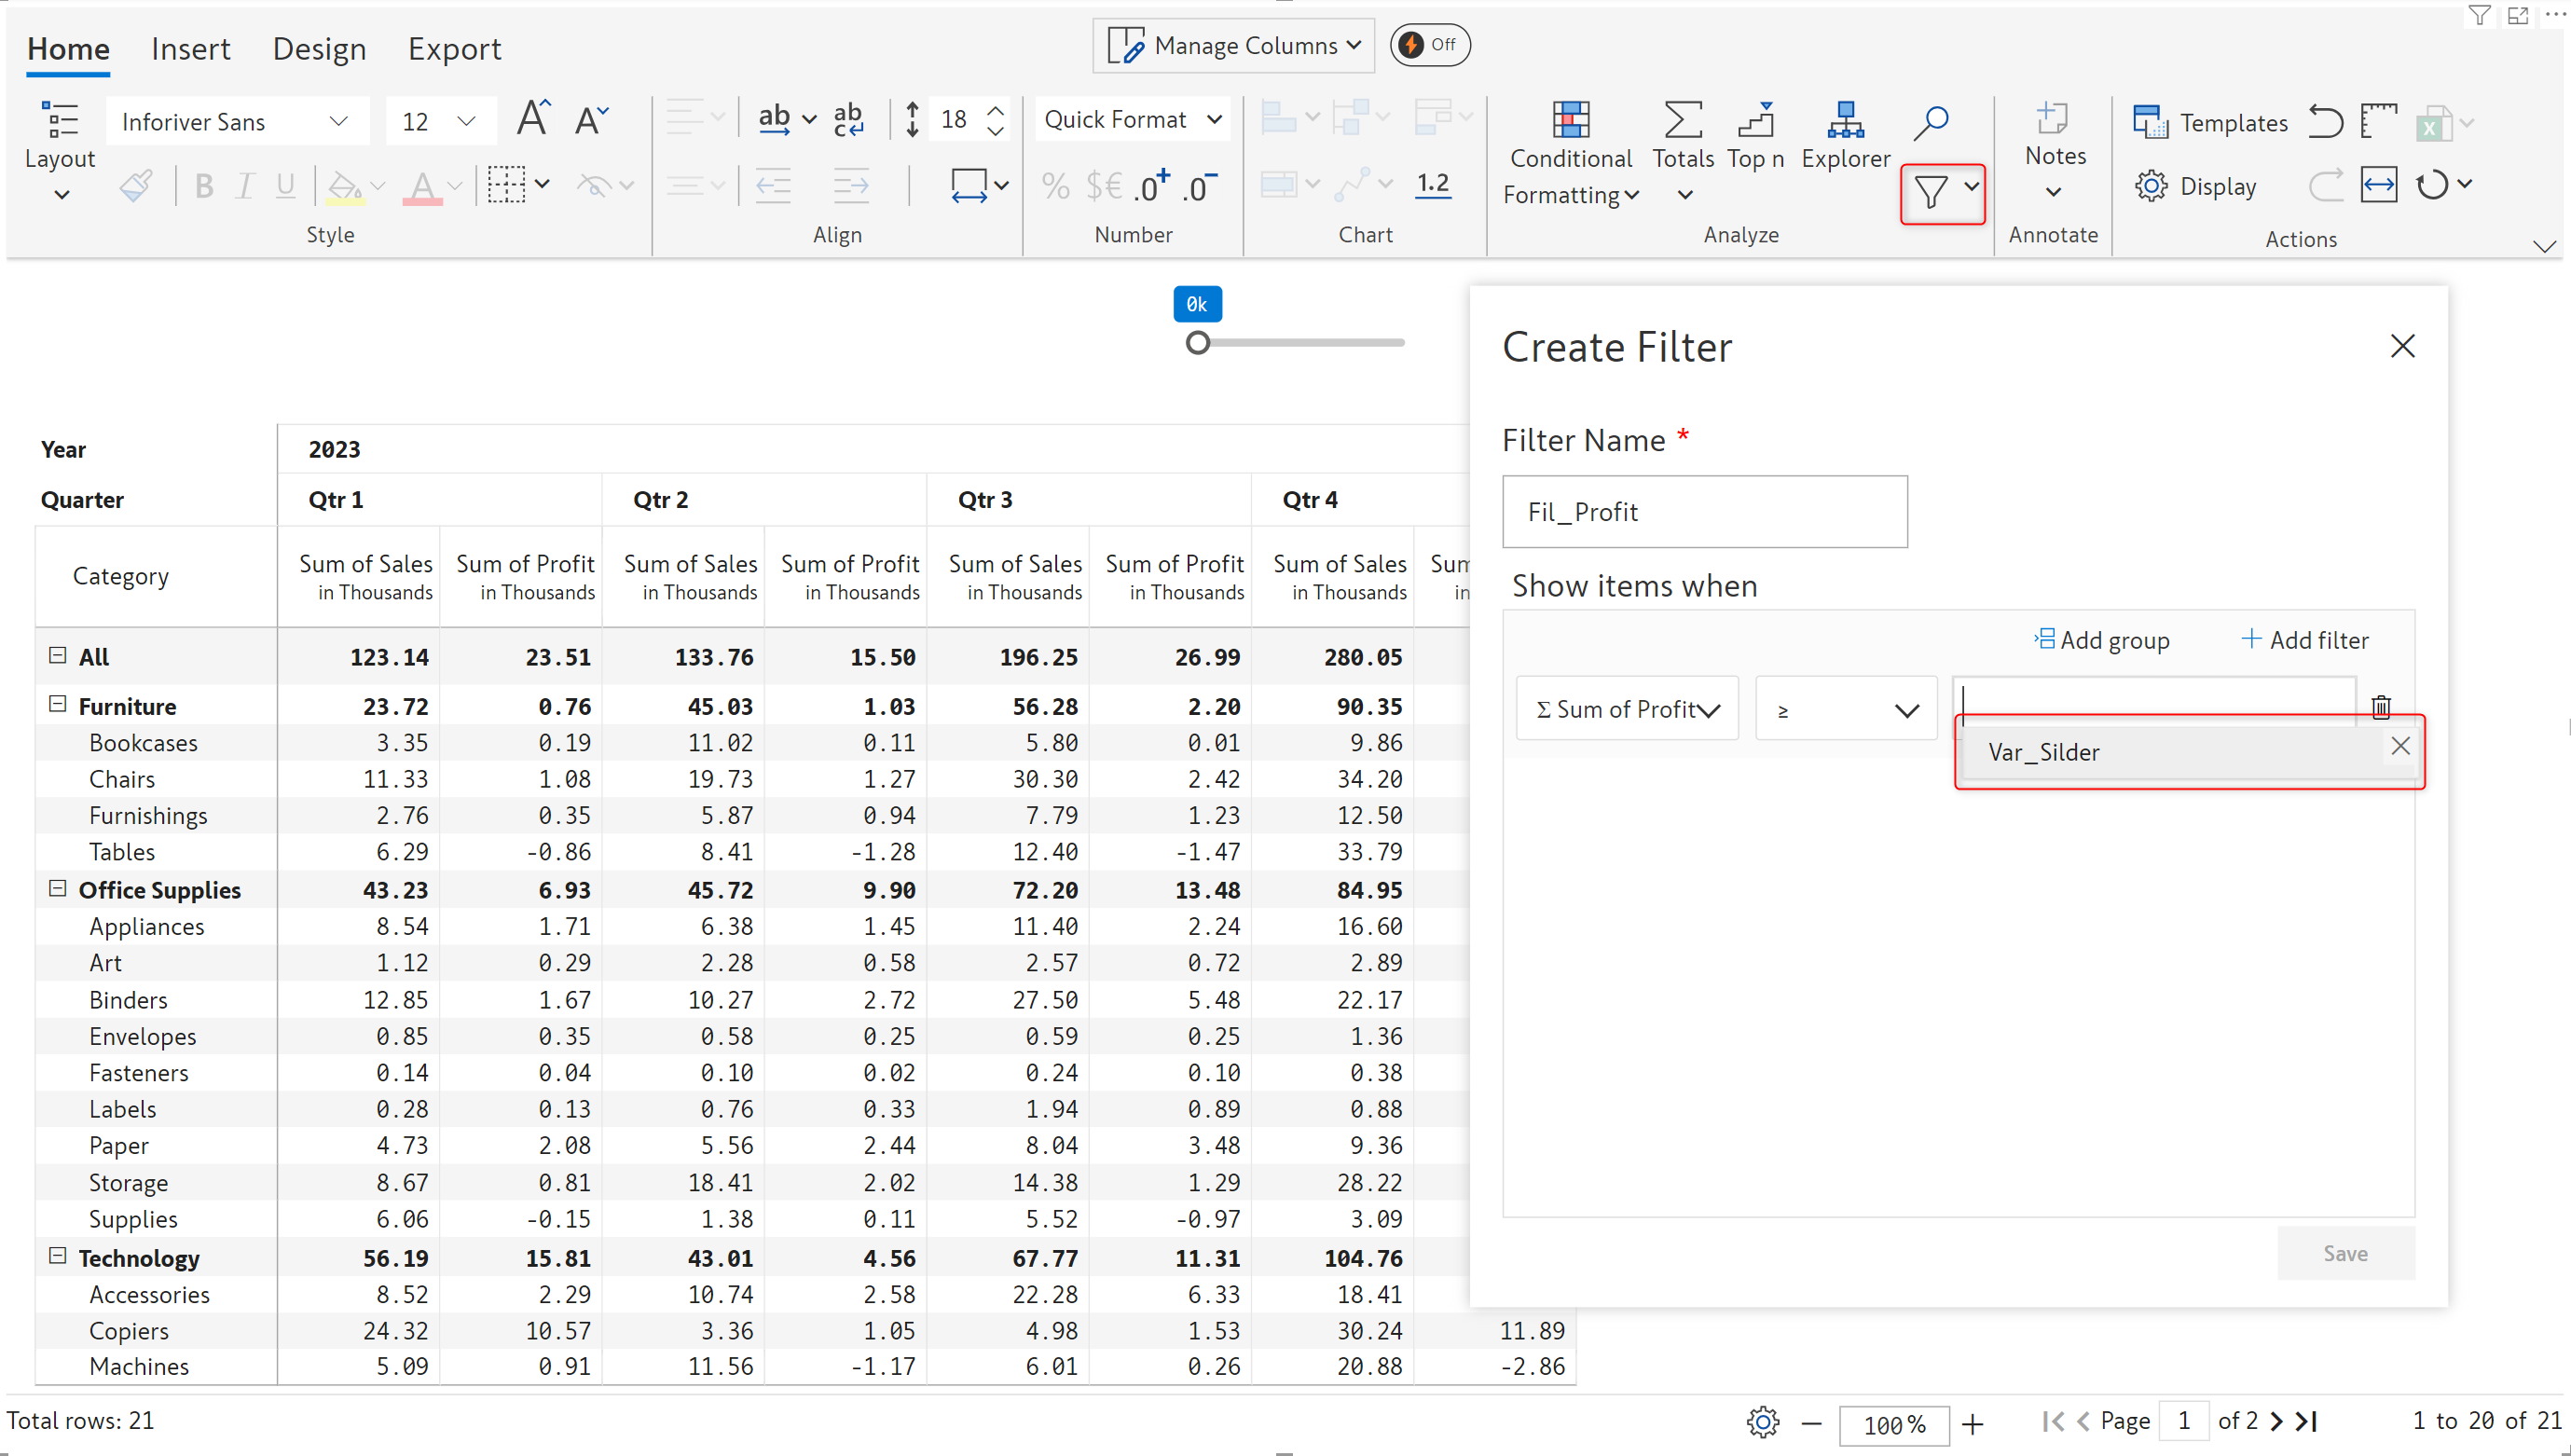 Home Insert Design Export Manage Columns Off
Inforiver Sans 12 A A ab ab c 18 Quick Format Templates
Layout Conditional Formatting Totals Top n Explorer Notes
B I U A % $€ .0+ .0- 1.2 Display
Style Align Number Chart Analyze Annotate Actions
0k
Year 2023
Quarter Qtr 1 Qtr 2 Qtr 3 Qtr 4
Category Sum of Sales Sum of Profit Sum of Sales Sum of Profit Sum of Sales Sum of Profit Sum of Sales Sum
in Thousands in Thousands in Thousands in Thousands in Thousands in Thousands in Thousands in
All 123.14 23.51 133.76 15.50 196.25 26.99 280.05
Furniture 23.72 0.76 45.03 1.03 56.28 2.20 90.35
Bookcases 3.35 0.19 11.02 0.11 5.80 0.01 9.86
Chairs 11.33 1.08 19.73 1.27 30.30 2.42 34.20
Furnishings 2.76 0.35 5.87 0.94 7.79 1.23 12.50
Tables 6.29 -0.86 8.41 -1.28 12.40 -1.47 33.79
Office Supplies 43.23 6.93 45.72 9.90 72.20 13.48 84.95
Appliances 8.54 1.71 6.38 1.45 11.40 2.24 16.60
Art 1.12 0.29 2.28 0.58 2.57 0.72 2.89
Binders 12.85 1.67 10.27 2.72 27.50 5.48 22.17
Envelopes 0.85 0.35 0.58 0.25 0.59 0.25 1.36
Fasteners 0.14 0.04 0.10 0.02 0.24 0.10 0.38
Labels 0.28 0.13 0.76 0.33 1.94 0.89 0.88
Paper 4.73 2.08 5.56 2.44 8.04 3.48 9.36
Storage 8.67 0.81 18.41 2.02 14.38 1.29 28.22
Supplies 6.06 -0.15 1.38 0.11 5.52 -0.97 3.09
Technology 56.19 15.81 43.01 4.56 67.77 11.31 104.76
Accessories 8.52 2.29 10.74 2.58 22.28 6.33 18.41
Copiers 24.32 10.57 3.36 1.05 4.98 1.53 30.24 11.89
Machines 5.09 0.91 11.56 -1.17 6.01 0.26 20.88 -2.86
Create Filter
Filter Name *
Fil_Profit
Show items when
Add group + Add filter
Σ Sum of Profit ≥
Var_Silder
Save
Total rows: 21 − 100 % + Page 1 of 2 1 to 20 of 21